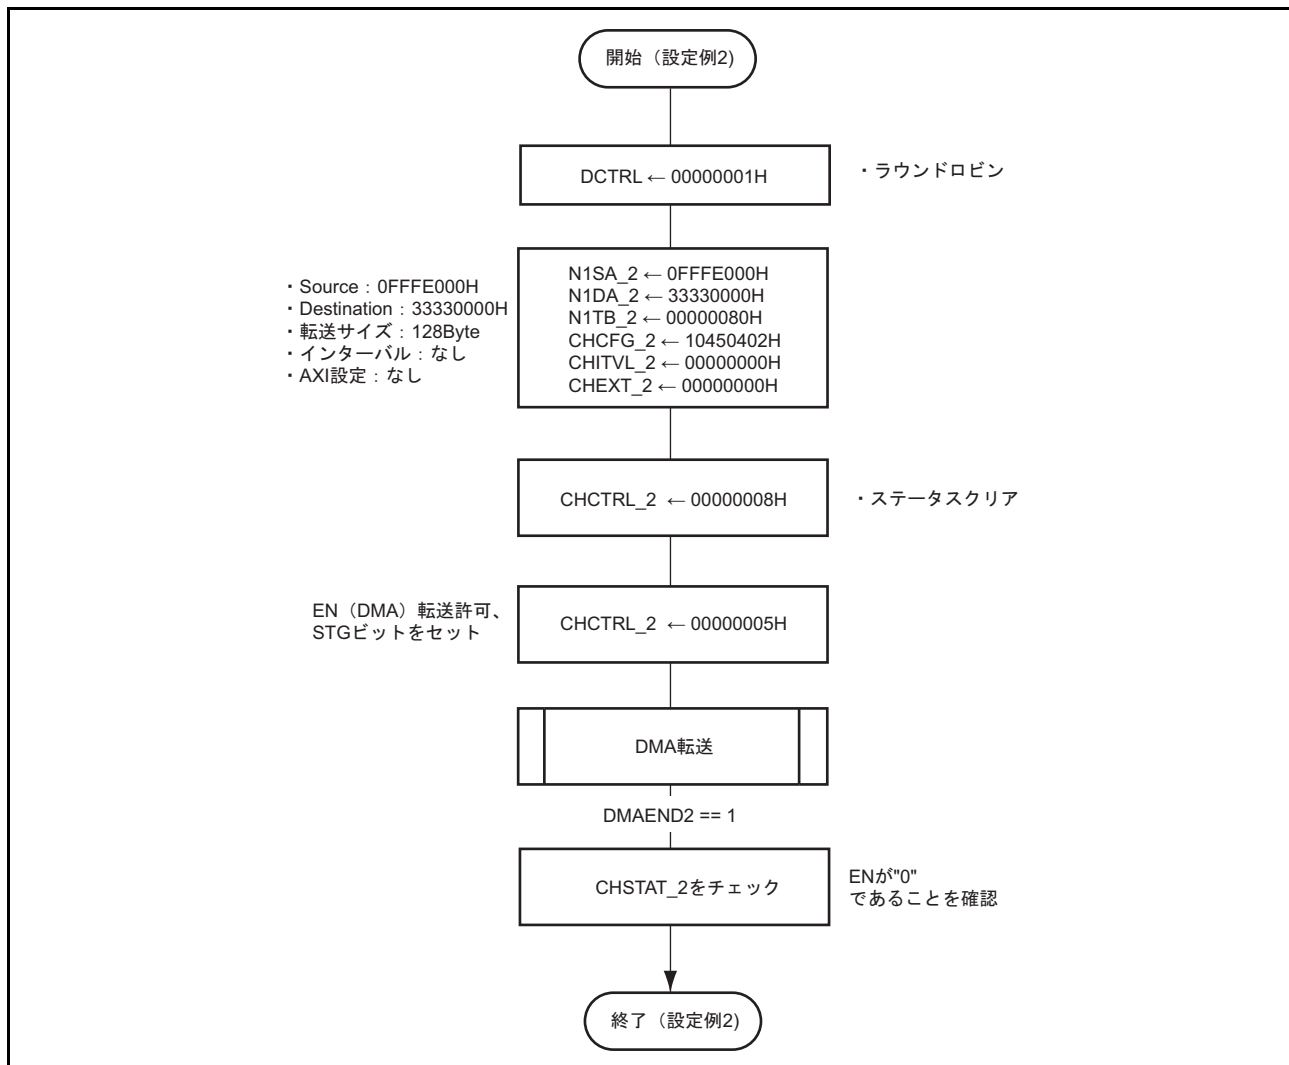 開始（設定例2)
DCTRL ← 00000001H
・ラウンドロビン
・Source：0FFFE000H
・Destination：33330000H
・転送サイズ：128Byte
・インターバル：なし
・AXI設定：なし
N1SA_2 ← 0FFFE000H
N1DA_2 ← 33330000H
N1TB_2 ← 00000080H
CHCFG_2 ← 10450402H
CHITVL_2 ← 00000000H
CHEXT_2 ← 00000000H
CHCTRL_2 ← 00000008H
・ステータスクリア
EN（DMA）転送許可、
STGビットをセット
CHCTRL_2 ← 00000005H
DMA転送
DMAEND2 == 1
CHSTAT_2をチェック
ENが"0"
であることを確認
終了（設定例2)